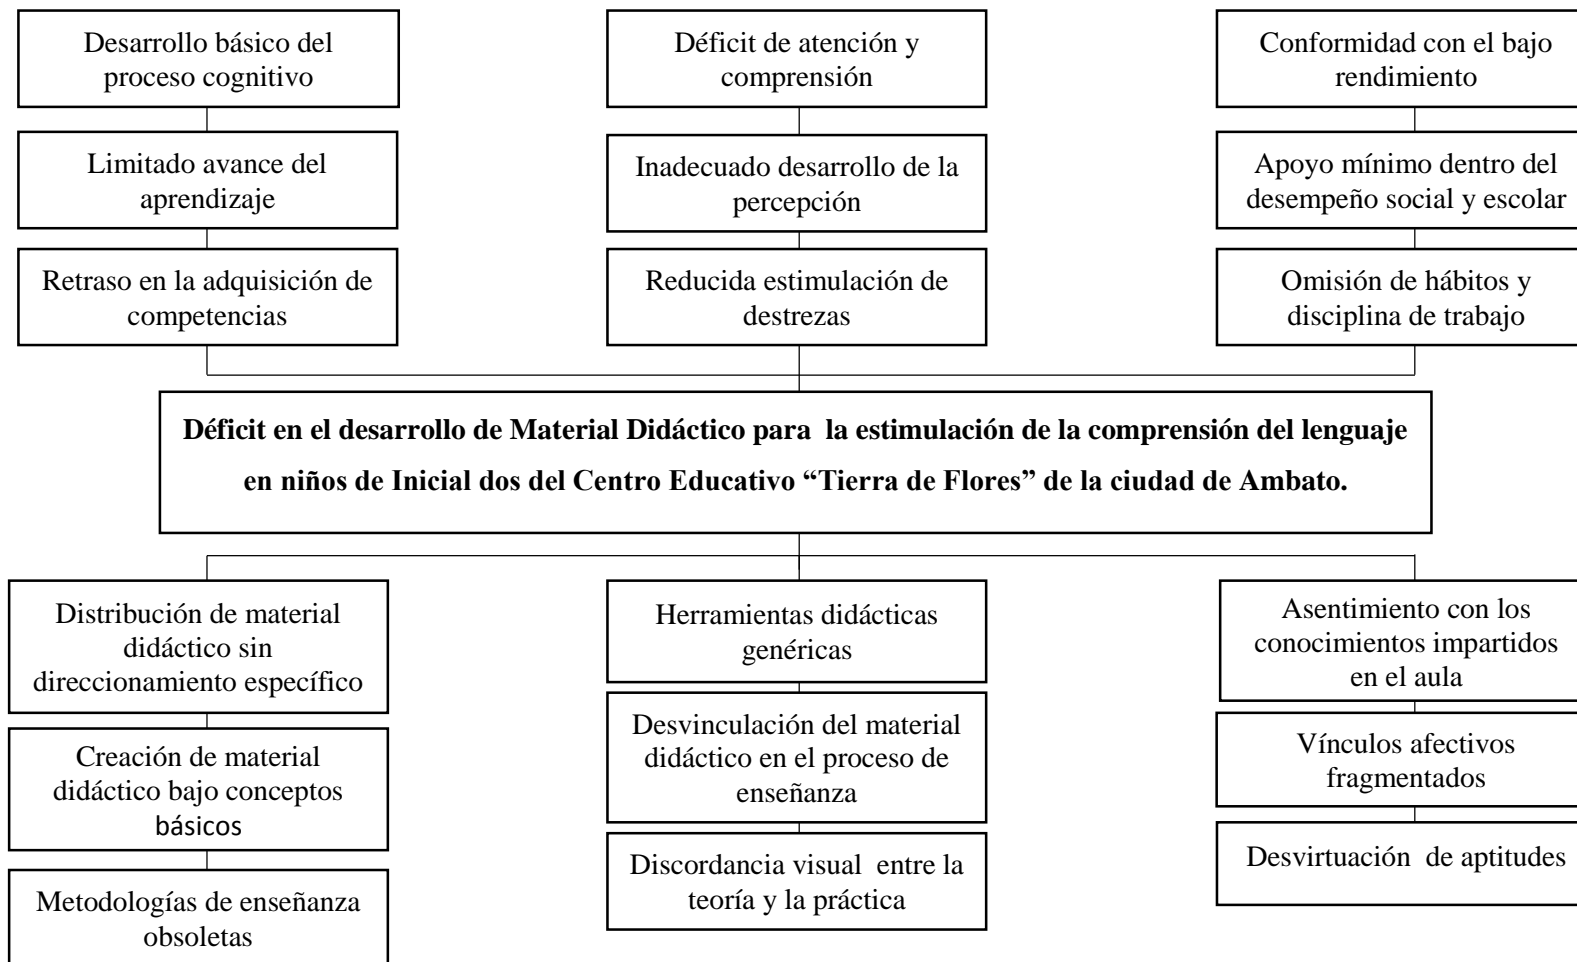 Desarrollo básico del
proceso cognitivo
Déficit de atención y
comprensión
Conformidad con el bajo
rendimiento
Limitado avance del
aprendizaje
Inadecuado desarrollo de la
percepción
Apoyo mínimo dentro del
desempeño social y escolar
Retraso en la adquisición de
competencias
Reducida estimulación de
destrezas
Omisión de hábitos y
disciplina de trabajo
Déficit en el desarrollo de Material Didáctico para la estimulación de la comprensión del lenguaje
en niños de Inicial dos del Centro Educativo “Tierra de Flores” de la ciudad de Ambato.
Distribución de material
didáctico sin
direccionamiento específico
Herramientas didácticas
genéricas
Asentimiento con los
conocimientos impartidos
en el aula
Creación de material
didáctico bajo conceptos
básicos
Desvinculación del material
didáctico en el proceso de
enseñanza
Vínculos afectivos
fragmentados
Metodologías de enseñanza
obsoletas
Discordancia visual entre la
teoría y la práctica
Desvirtuación de aptitudes